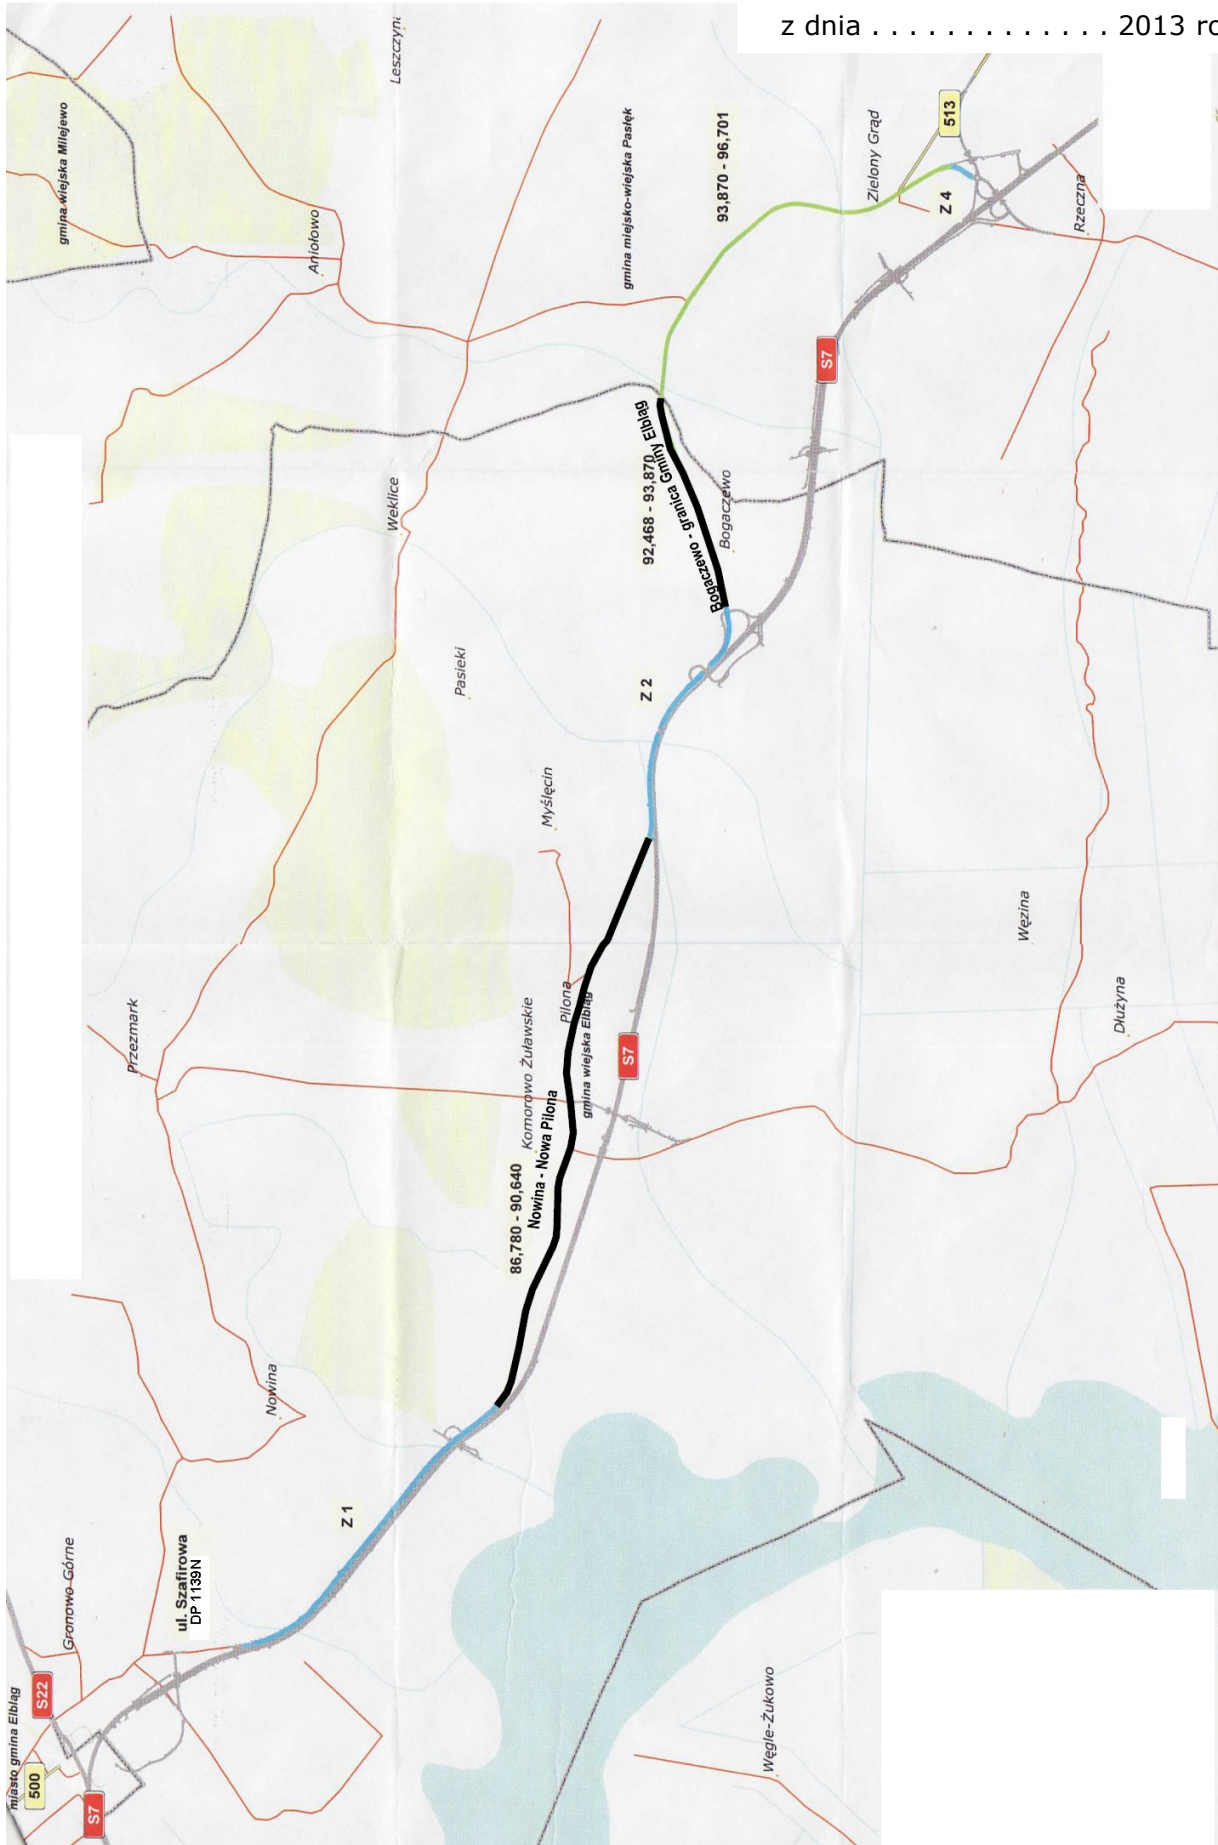 z dnia . . . . . . . . . . . . . 2013 ro
gmina wiejska Milejewo
Aniołowo
gmina miejsko-wiejska Pasłęk
93,870 - 96,701
Zielony Grąd
513
Z 4
Rzeczna
S7
Weklice
92,468 - 93,870
Bogaczewo - granica Gminy Elbląg
Bogaczewo
Pasieki
Z 2
Myślęcin
Węzina
Dłużyna
Przezmark
Komorowo Żuławskie
Pilona
gmina wiejska Elbląg
S7
86,780 - 90,640
Nowina - Nowa Pilona
Nowina
Z 1
ul. Szafirowa
DP 1139N
Gronowo Górne
S22
miasto gmina Elbląg
500
S7
Węgle-Żukowo